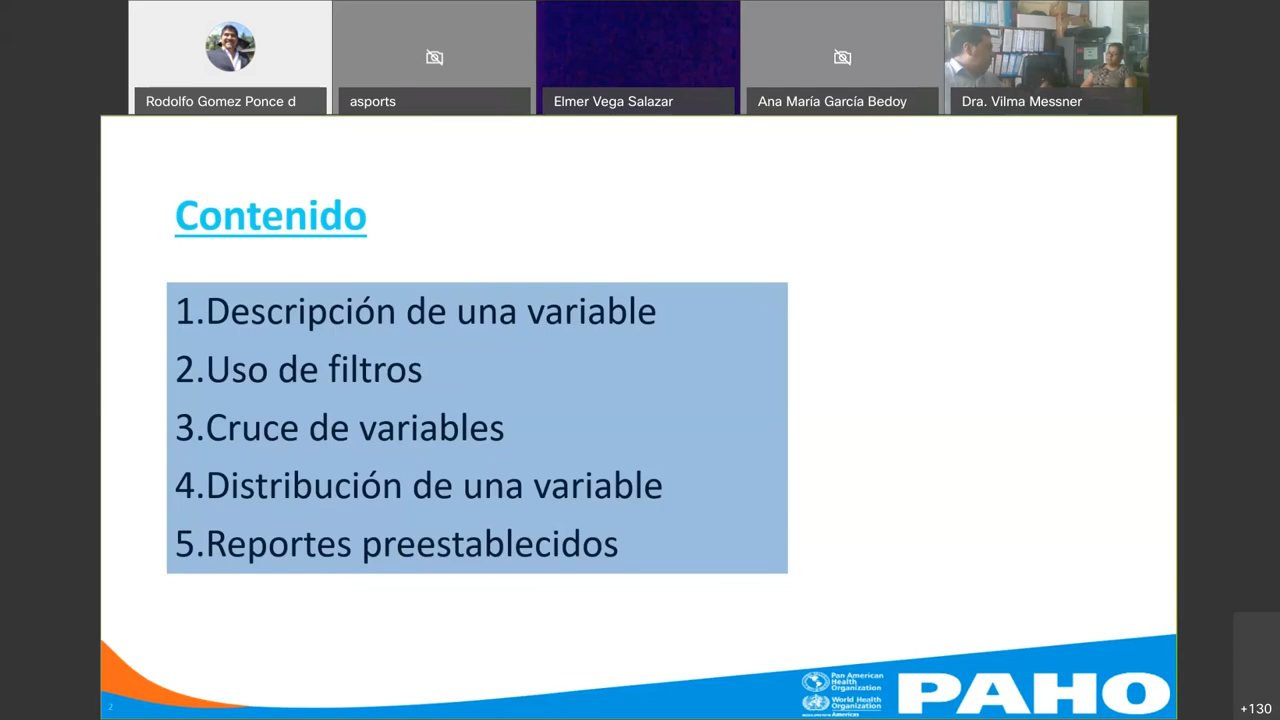 Rodolfo Gomez Ponce d
asports
Elmer Vega Salazar
Ana María García Bedoy
Dra. Vilma Messner
Contenido
1.Descripción de una variable
2.Uso de filtros
3.Cruce de variables
4.Distribución de una variable
5.Reportes preestablecidos
2
Pan American
Health
Organization
World Health
Organization
Americas
PAHO
+130